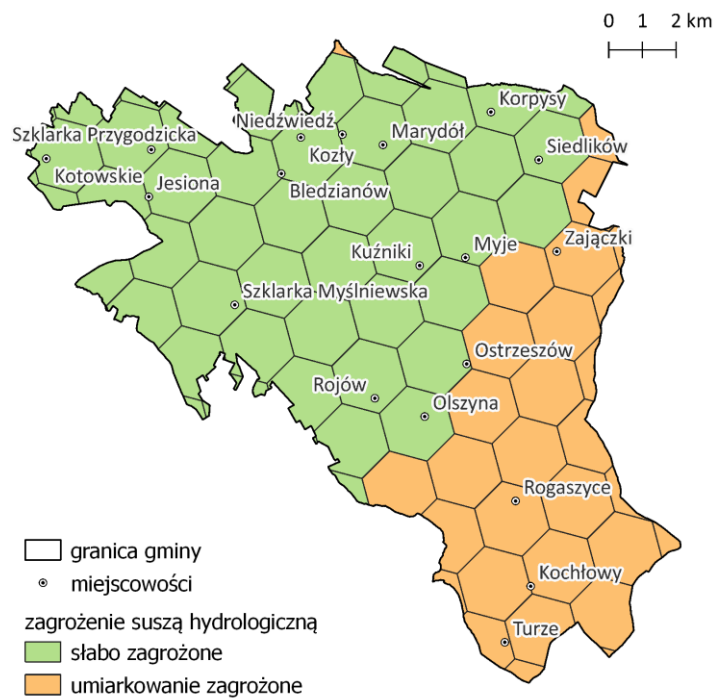 0 1 2 km
Korpysy
Niedźwiedź
Marydół
Szklarka Przygodzicka
Siedlików
Kozły
Kotowskie
Jesiona
Bledzianów
Zajączki
Myje
Kuźniki
Szklarka Myślniewska
Ostrzeszów
Rojów
Olszyna
Rogaszyce
granica gminy
Kochłowy
miejscowości
zagrożenie suszą hydrologiczną
Turze
słabo zagrożone
umiarkowanie zagrożone